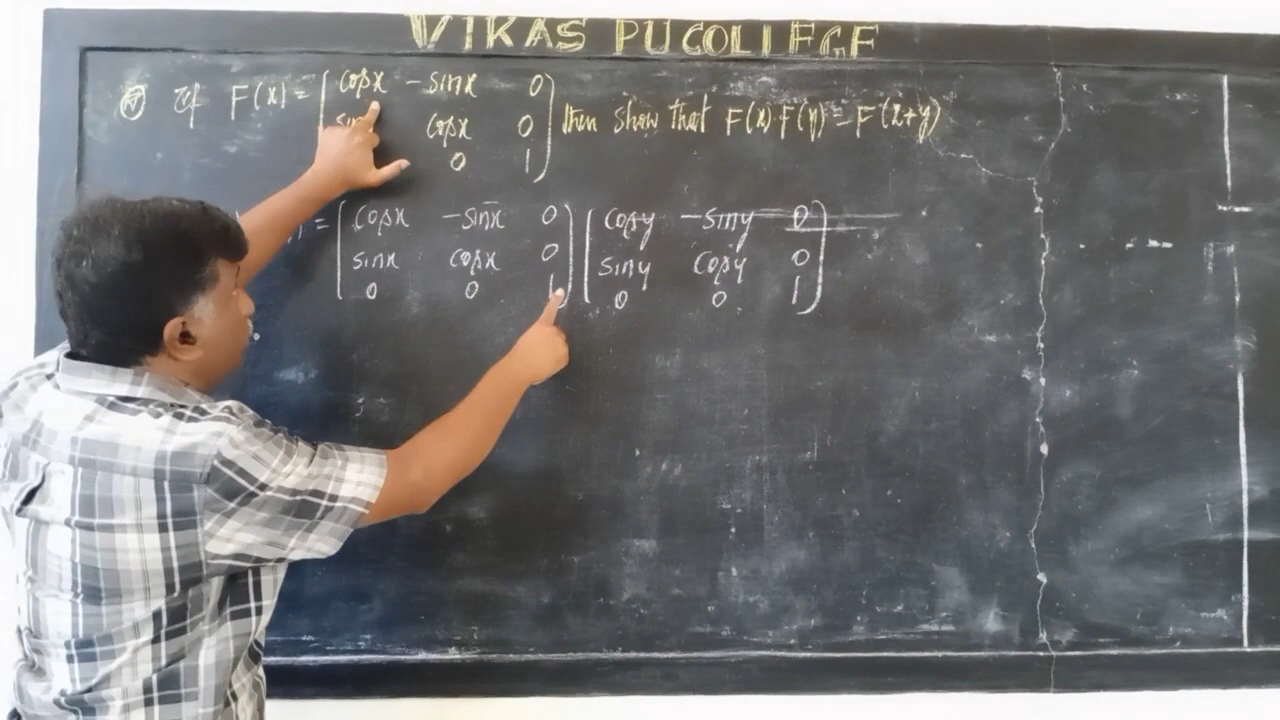 VIKAS PU COLLEGE
If F(x) = [ cosx -sinx 0 ] then show that F(x) F(y) = F(x+y)
cosx 0
0 1
= [ cosx -sinx 0 ] [ cosy -siny 0 ]
sinx cosx 0 siny cosy 0
0 0 1 0 0 1